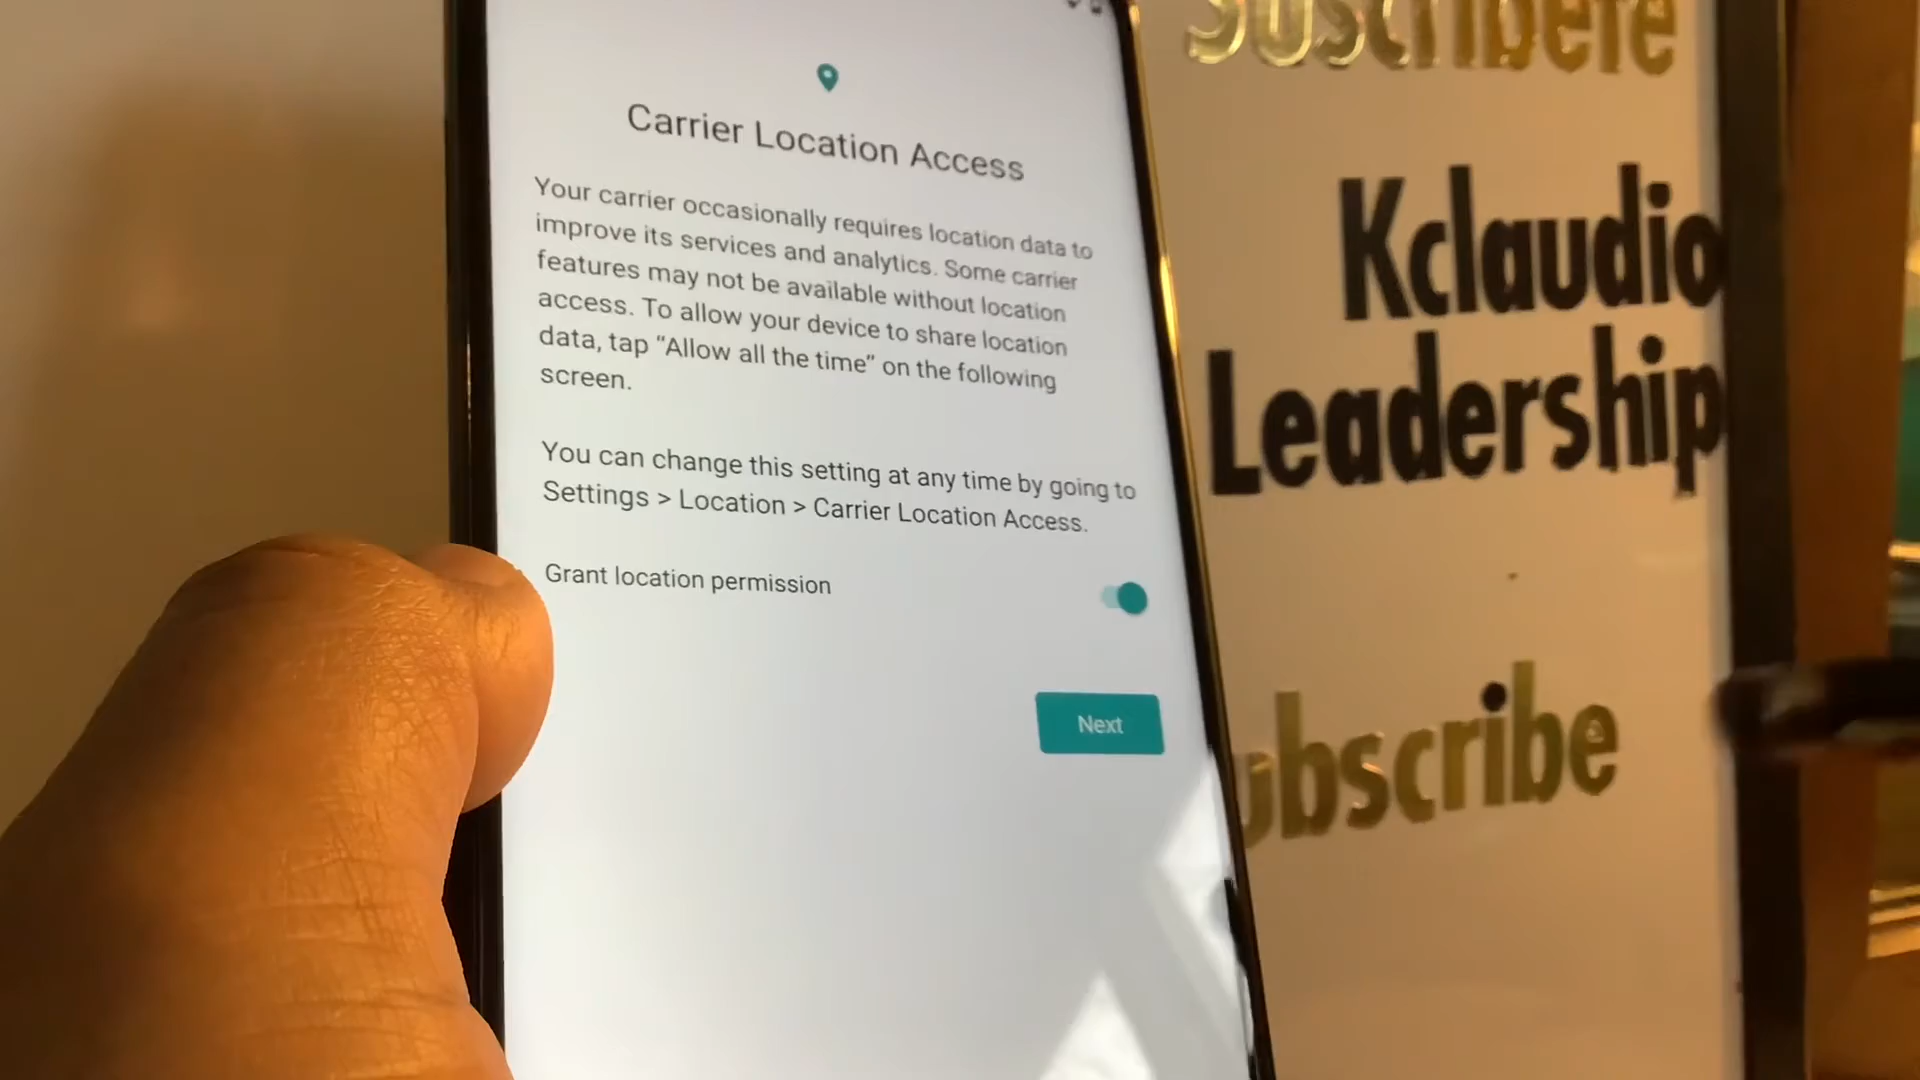 Carrier Location Access
Your carrier occasionally requires location data to
improve its services and analytics. Some carrier
features may not be available without location
access. To allow your device to share location
data, tap “Allow all the time” on the following
screen.
You can change this setting at any time by going to
Settings > Location > Carrier Location Access.
Grant location permission
Next
Suscribete
Kclaudio
Leadership
ubscribe